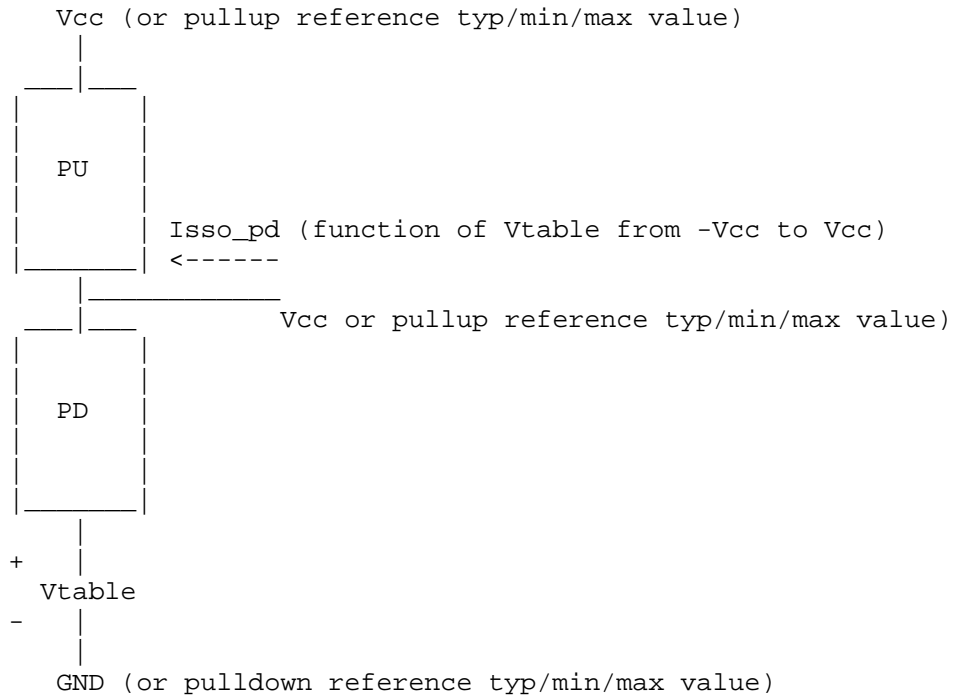 Vcc (or pullup reference typ/min/max value)
PU
Isso_pd (function of Vtable from -Vcc to Vcc)
<------
Vcc or pullup reference typ/min/max value)
PD
+
Vtable
-
GND (or pulldown reference typ/min/max value)